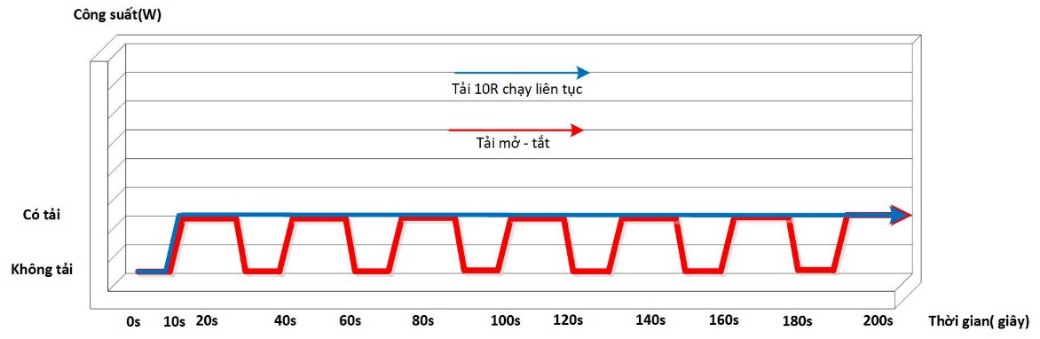 Công suất(W)
Tải 10R chạy liên tục
Tải mở - tắt
Có tải
Không tải
0s 10s 20s 40s 60s 80s 100s 120s 140s 160s 180s 200s Thời gian( giây)